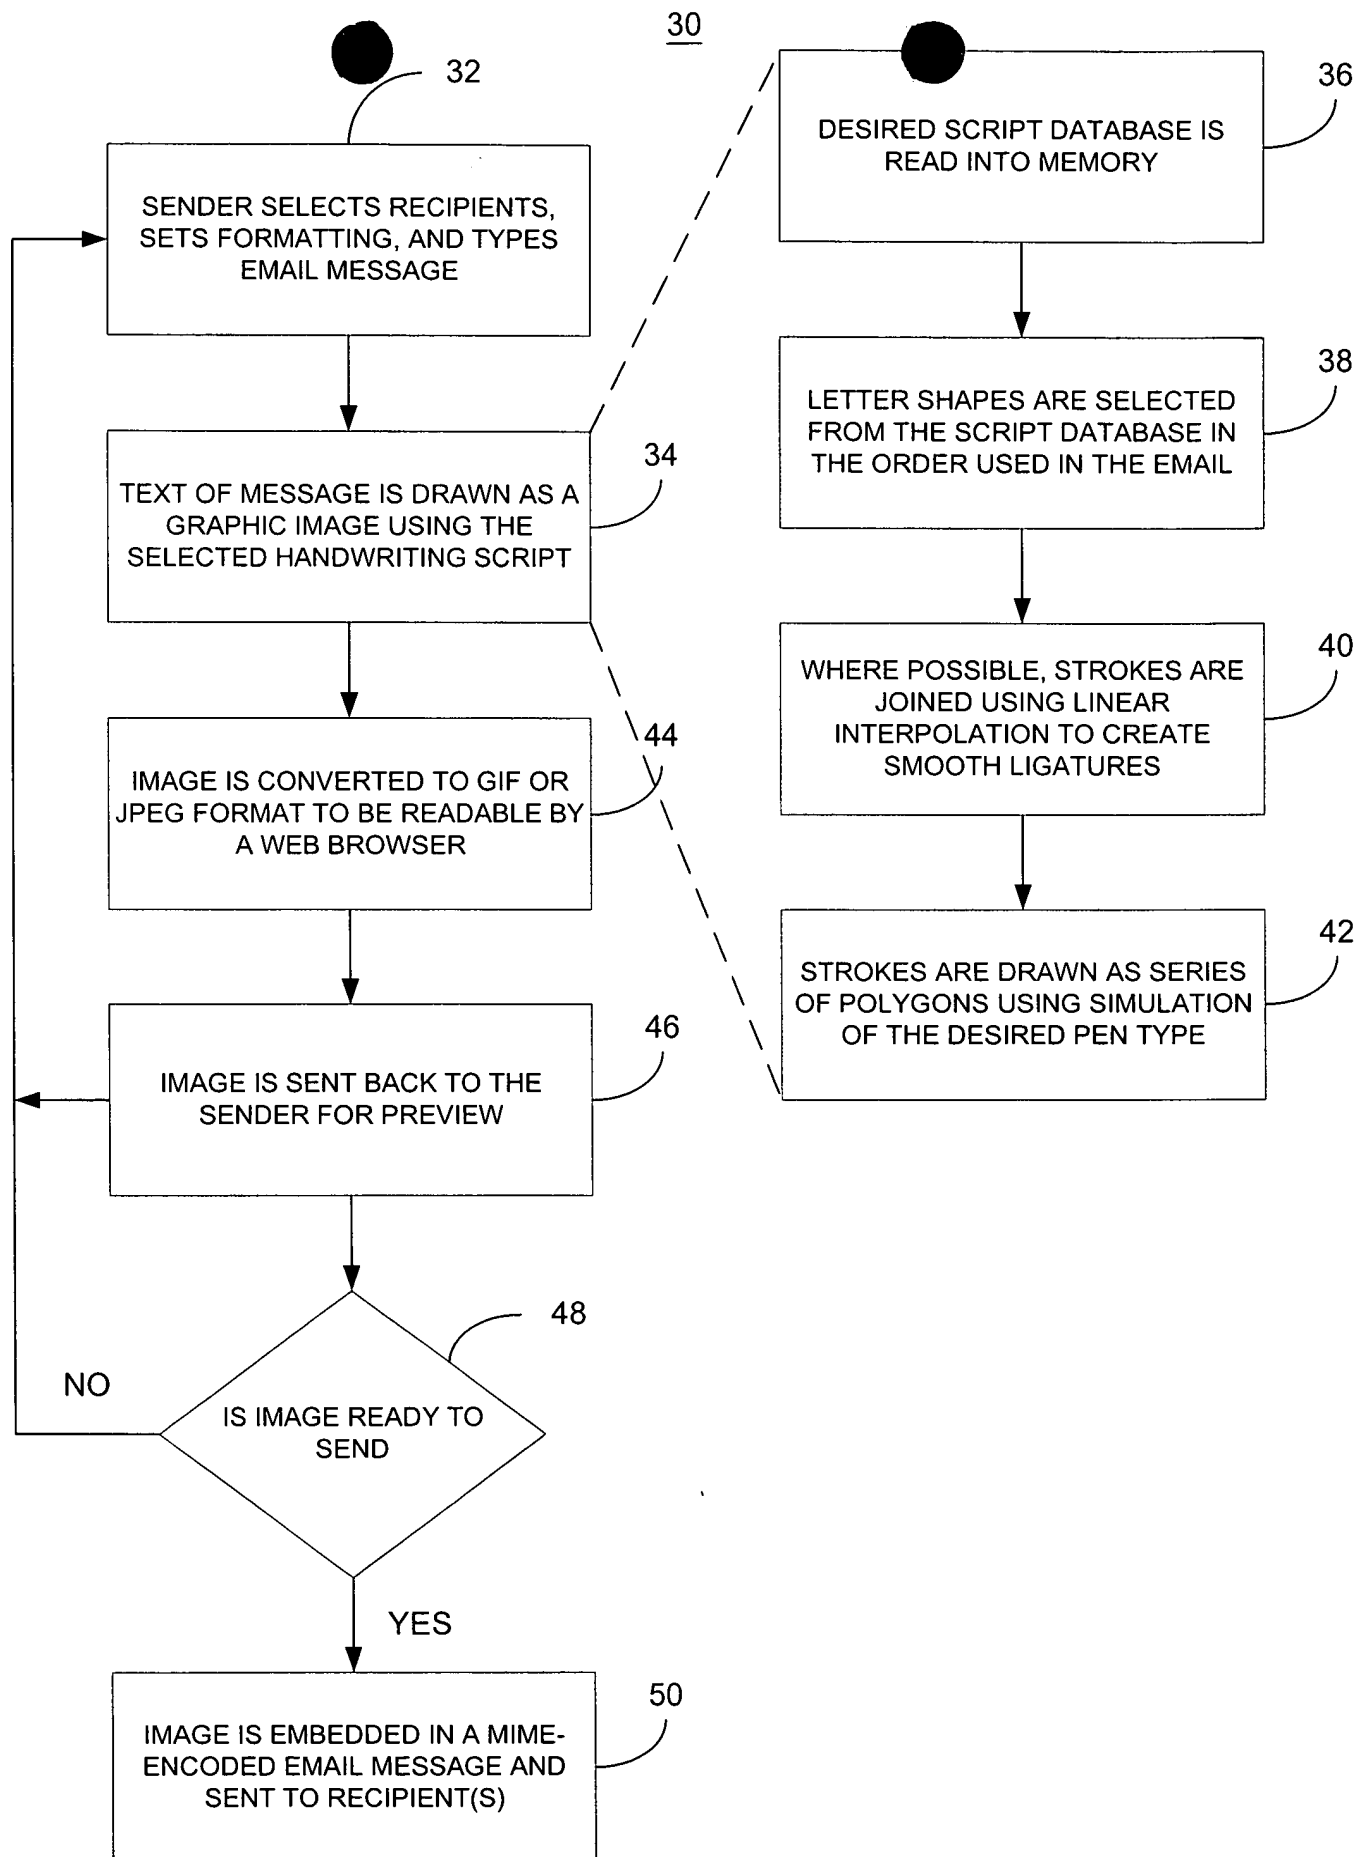 30
32
SENDER SELECTS RECIPIENTS,
SETS FORMATTING, AND TYPES
EMAIL MESSAGE
34
TEXT OF MESSAGE IS DRAWN AS A
GRAPHIC IMAGE USING THE
SELECTED HANDWRITING SCRIPT
44
IMAGE IS CONVERTED TO GIF OR
JPEG FORMAT TO BE READABLE BY
A WEB BROWSER
46
IMAGE IS SENT BACK TO THE
SENDER FOR PREVIEW
48
IS IMAGE READY TO
SEND
NO
YES
50
IMAGE IS EMBEDDED IN A MIME-
ENCODED EMAIL MESSAGE AND
SENT TO RECIPIENT(S)
36
DESIRED SCRIPT DATABASE IS
READ INTO MEMORY
38
LETTER SHAPES ARE SELECTED
FROM THE SCRIPT DATABASE IN
THE ORDER USED IN THE EMAIL
40
WHERE POSSIBLE, STROKES ARE
JOINED USING LINEAR
INTERPOLATION TO CREATE
SMOOTH LIGATURES
42
STROKES ARE DRAWN AS SERIES
OF POLYGONS USING SIMULATION
OF THE DESIRED PEN TYPE